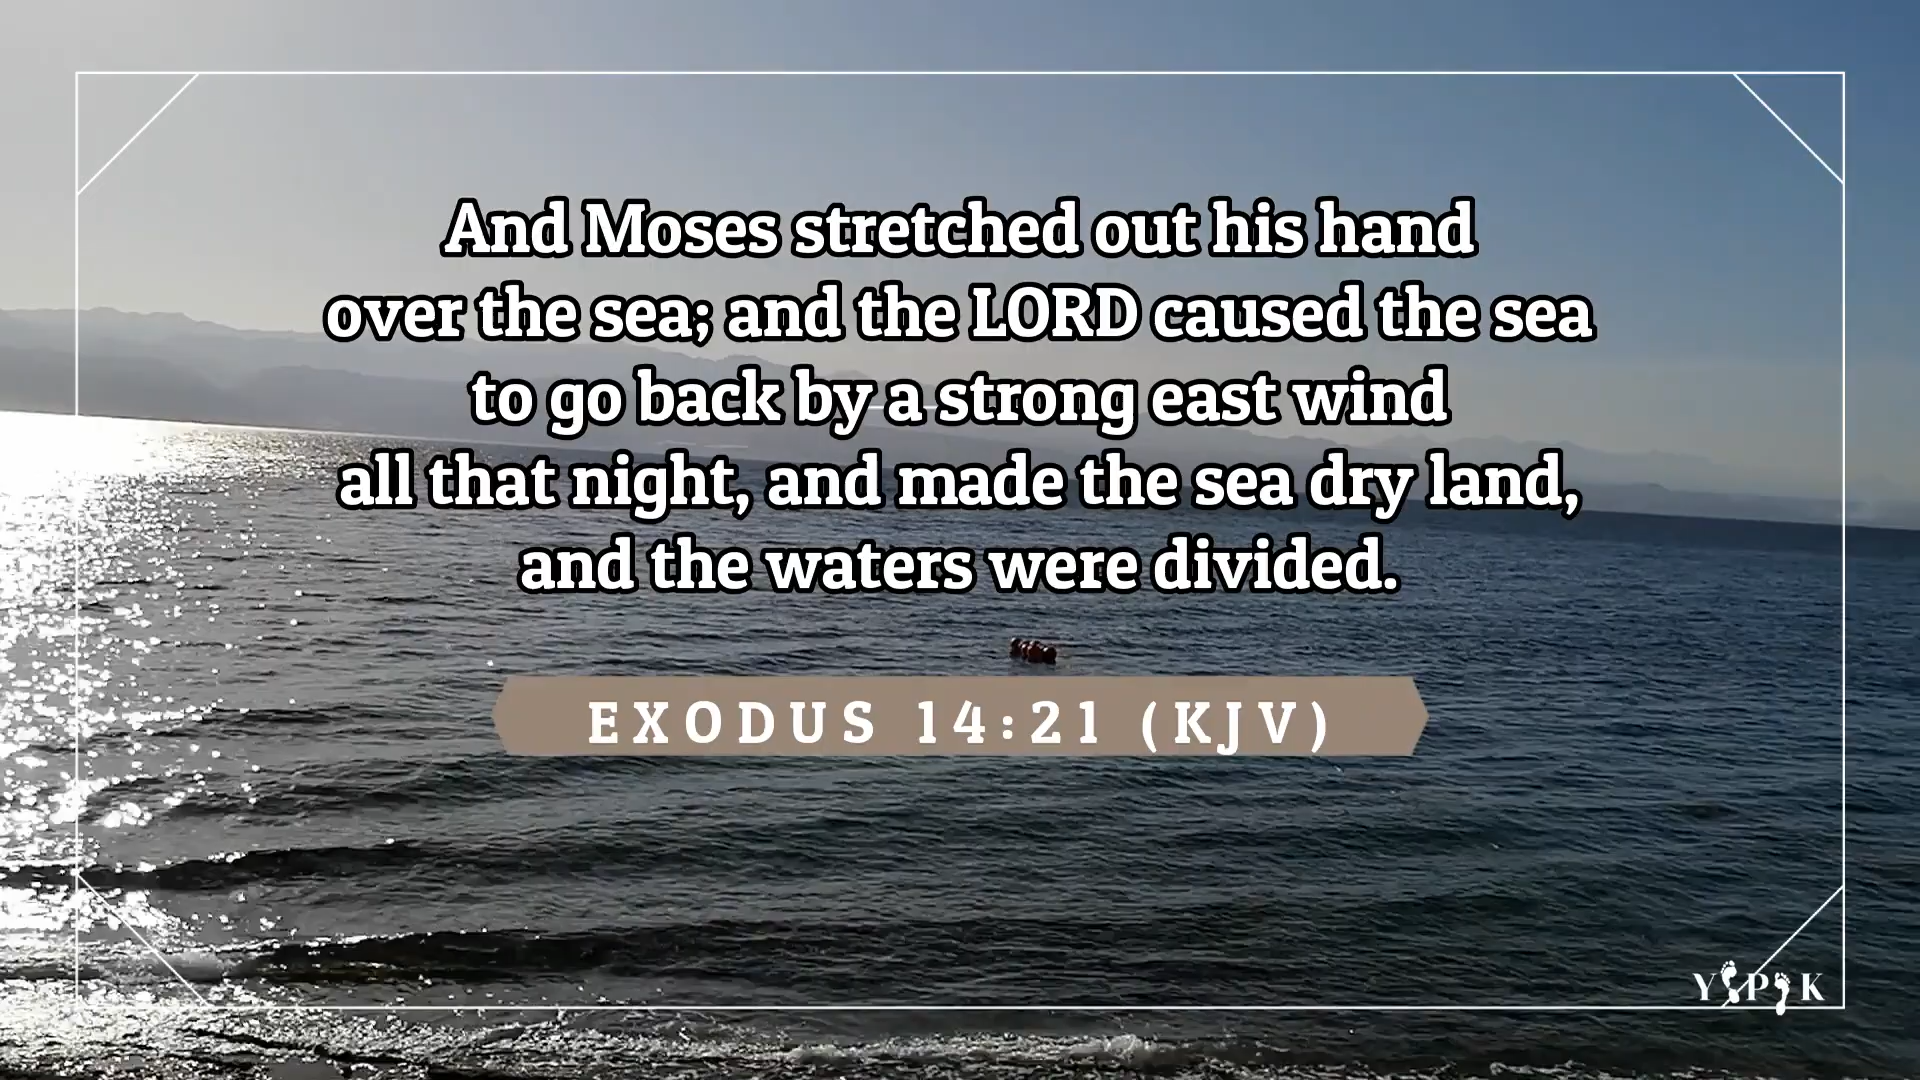 And Moses stretched out his hand
over the sea; and the LORD caused the sea
to go back by a strong east wind
all that night, and made the sea dry land,
and the waters were divided.
EXODUS 14:21 (KJV)
Y P K